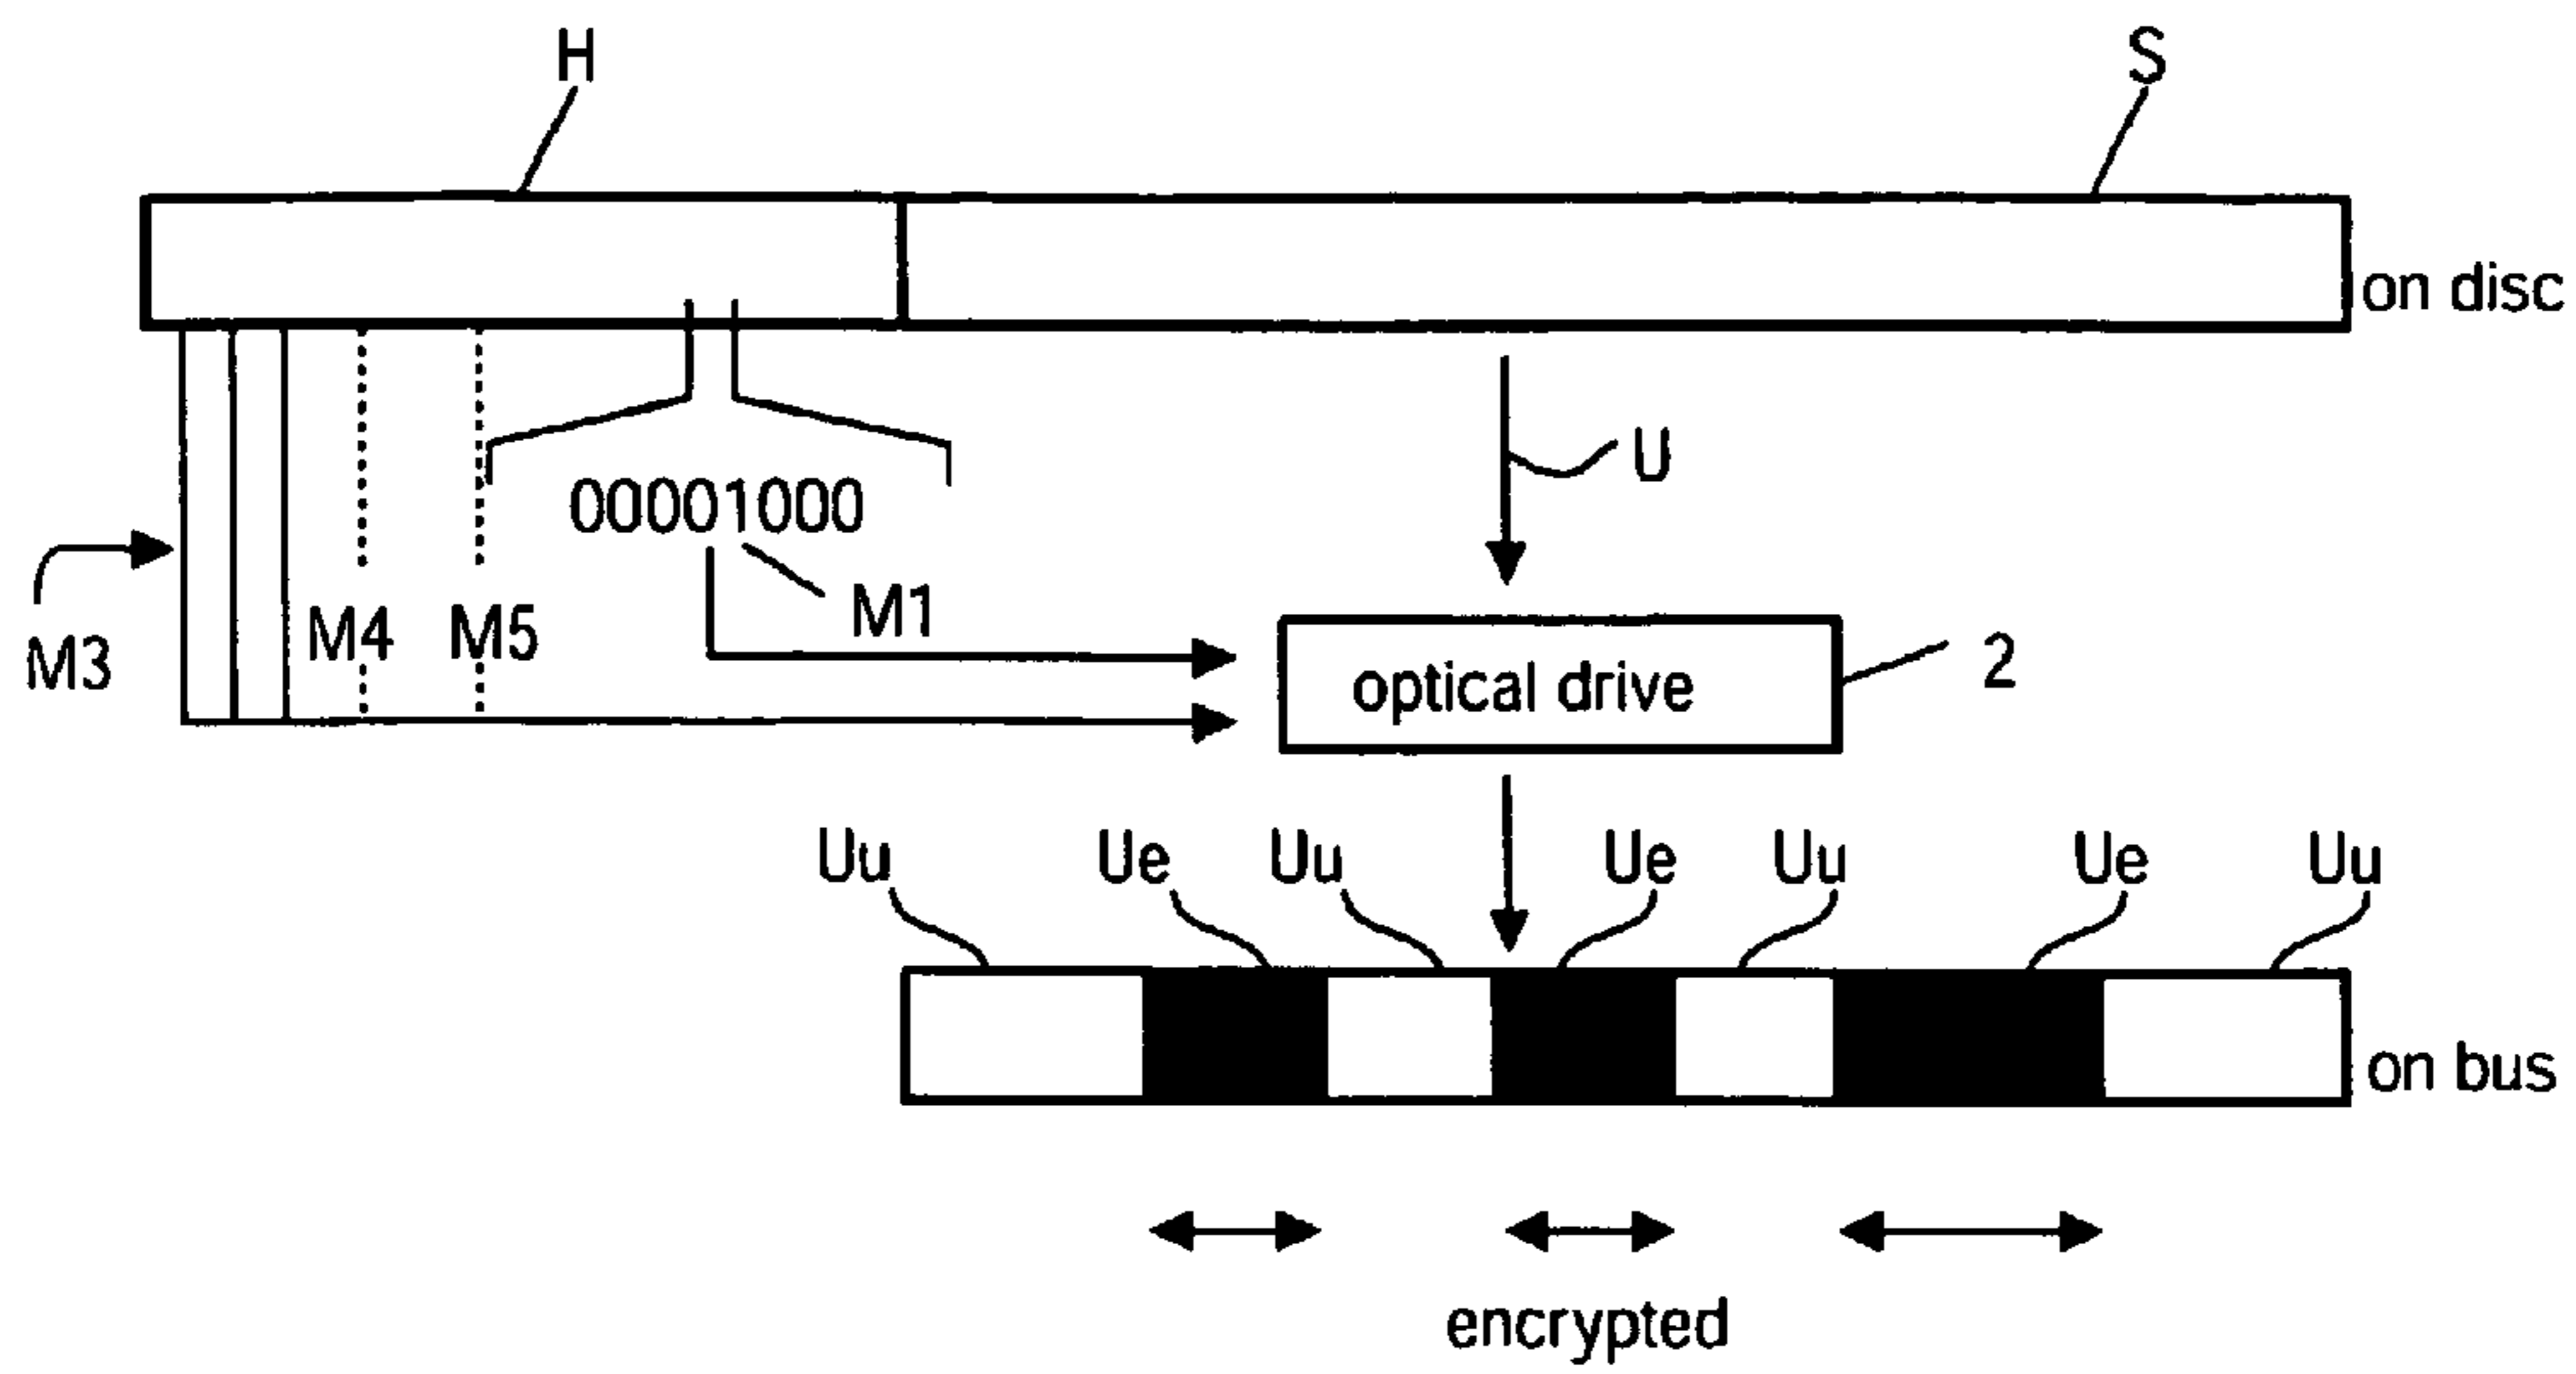 H S
on disc
U
00001000
M1
M3 M4 M5
optical drive 2
Uu Ue Uu Ue Uu Ue Uu
on bus
encrypted